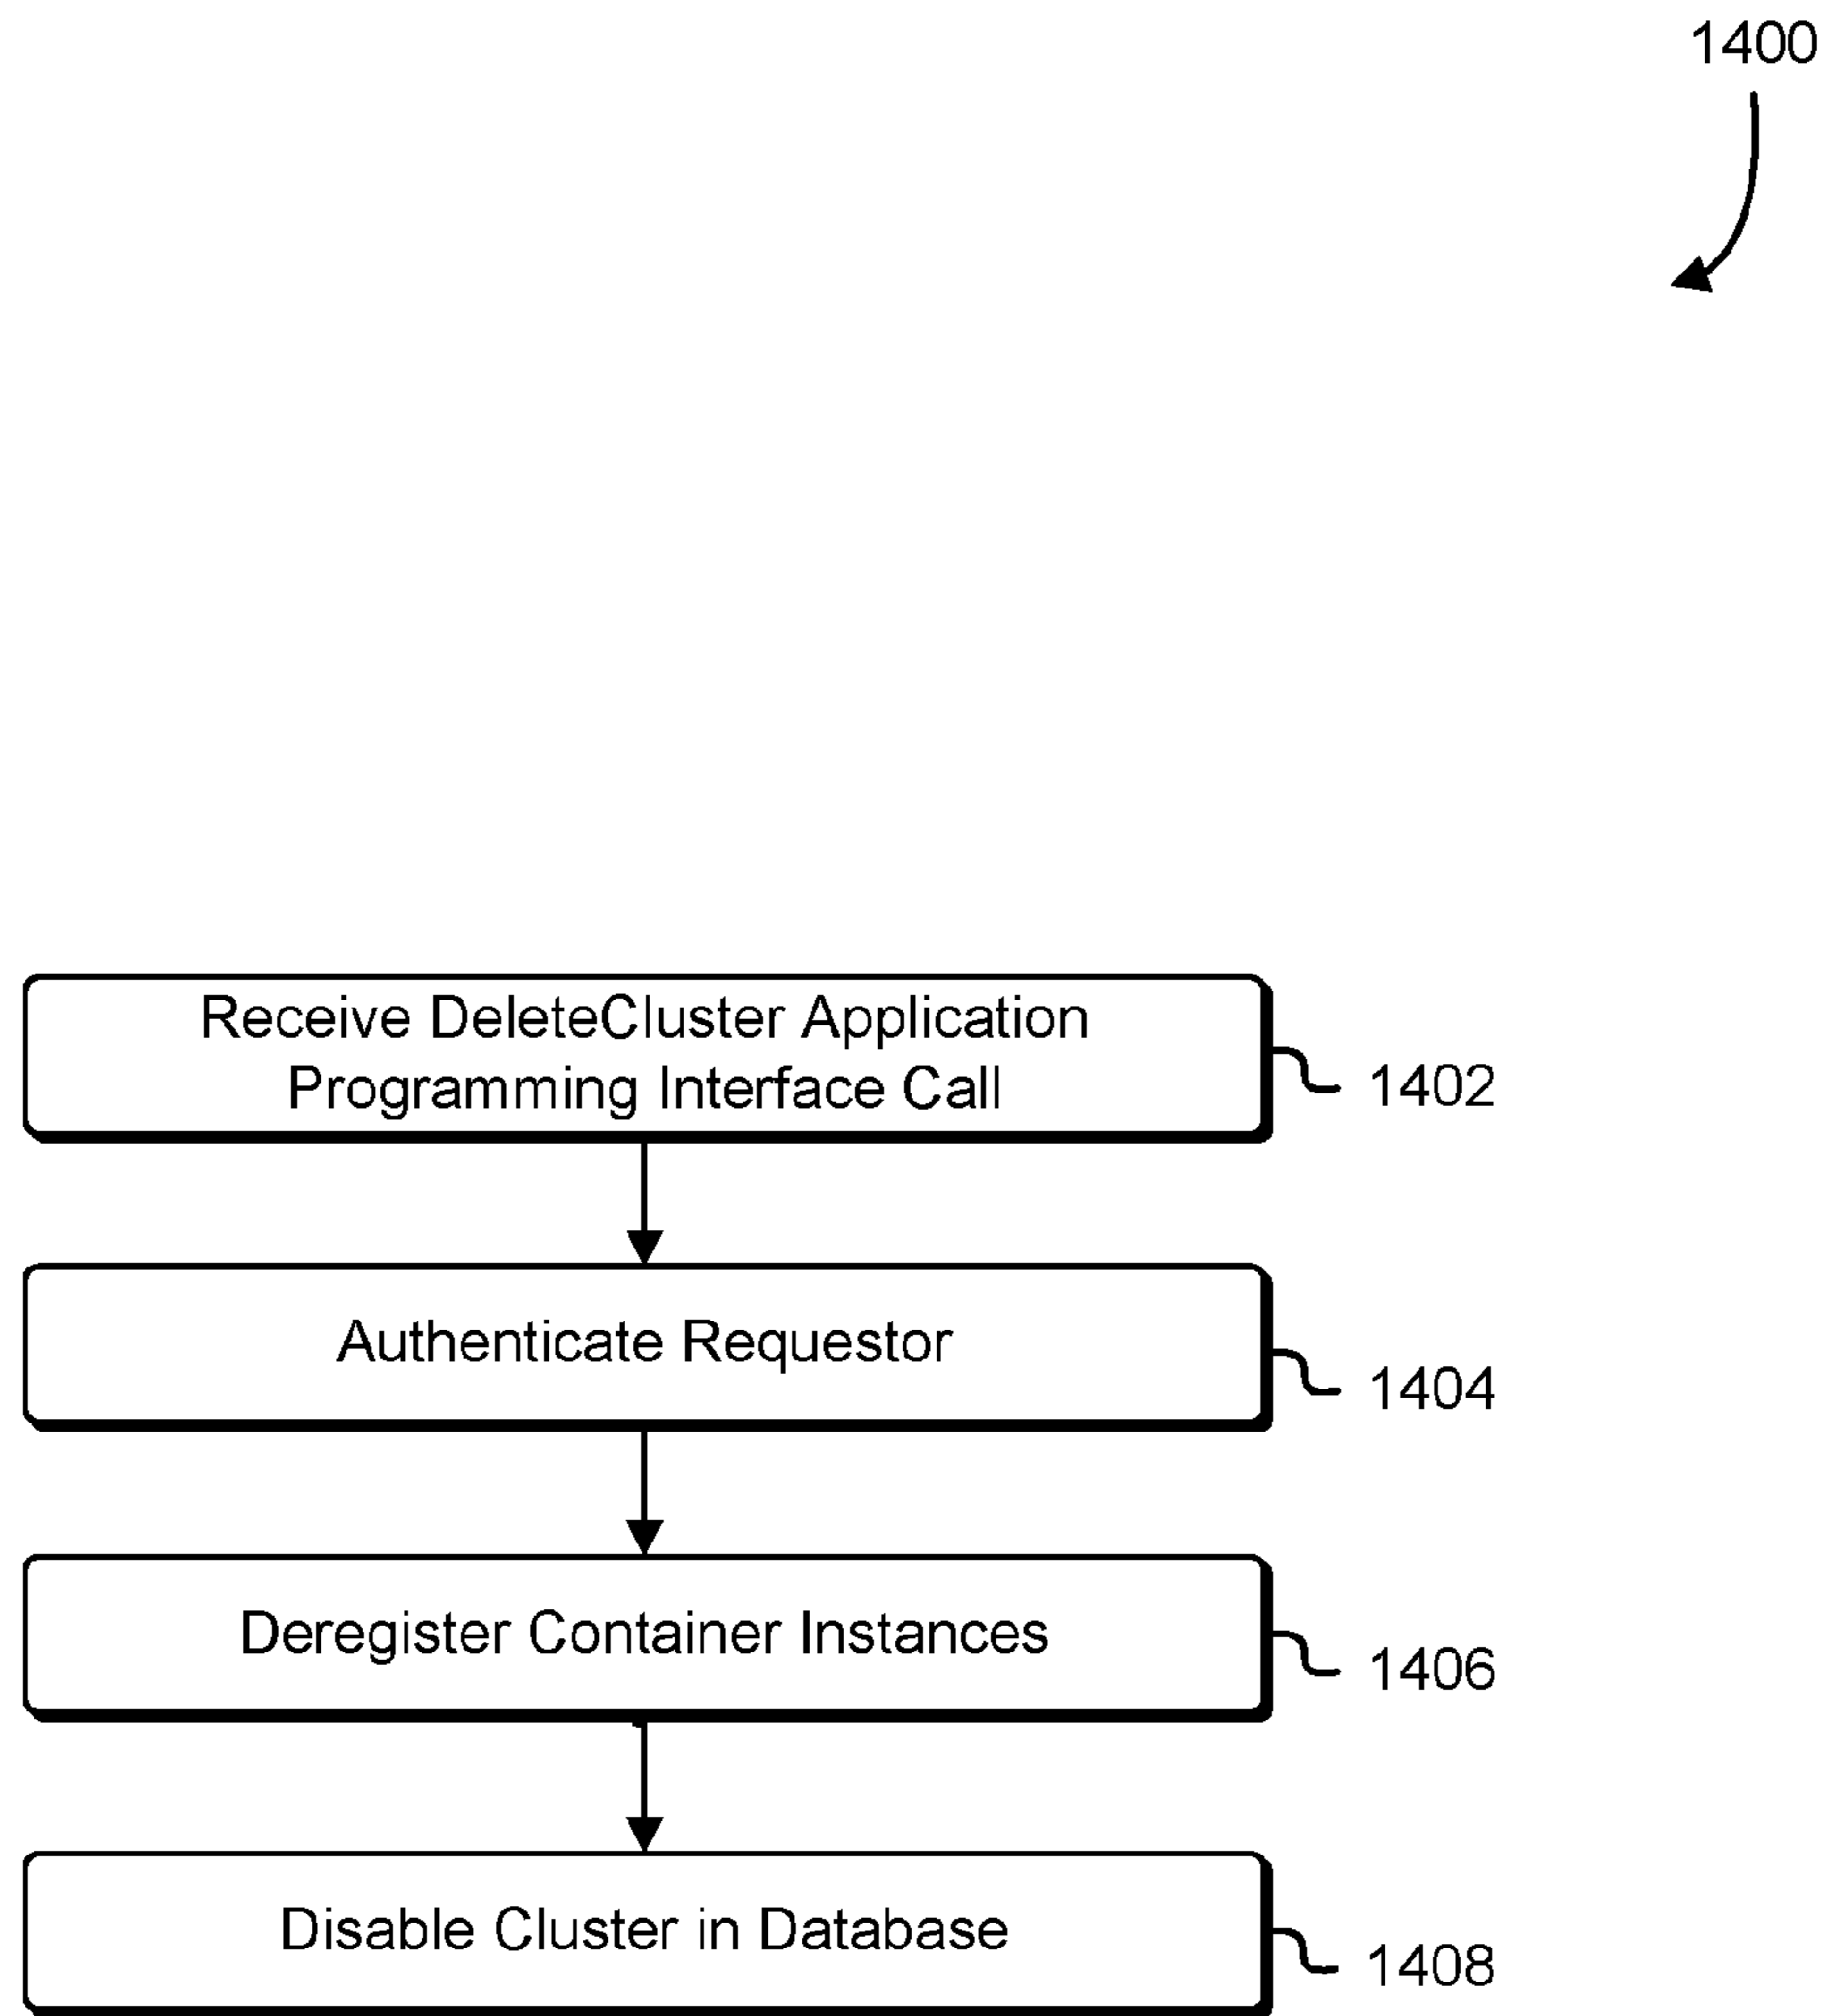 1400
Receive DeleteCluster Application
Programming Interface Call
1402
Authenticate Requestor
1404
Deregister Container Instances
1406
Disable Cluster in Database
1408